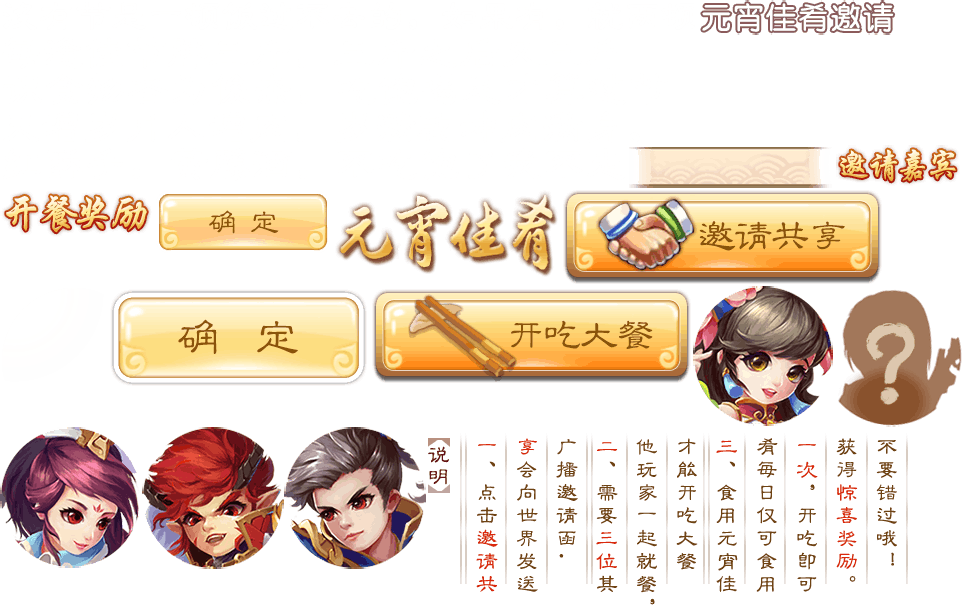 元宵佳肴邀请
邀请嘉宾
开餐奖励
确 定
元宵佳肴
邀请共享
确 定
开吃大餐
?
说明
一、点击邀请共
享会向世界发送
广播邀请函.
二、需要三位其
他玩家一起就餐,
才能开吃大餐
三、食用元宵佳
肴每日仅可食用
一次,开吃即可
获得惊喜奖励。
不要错过哦!